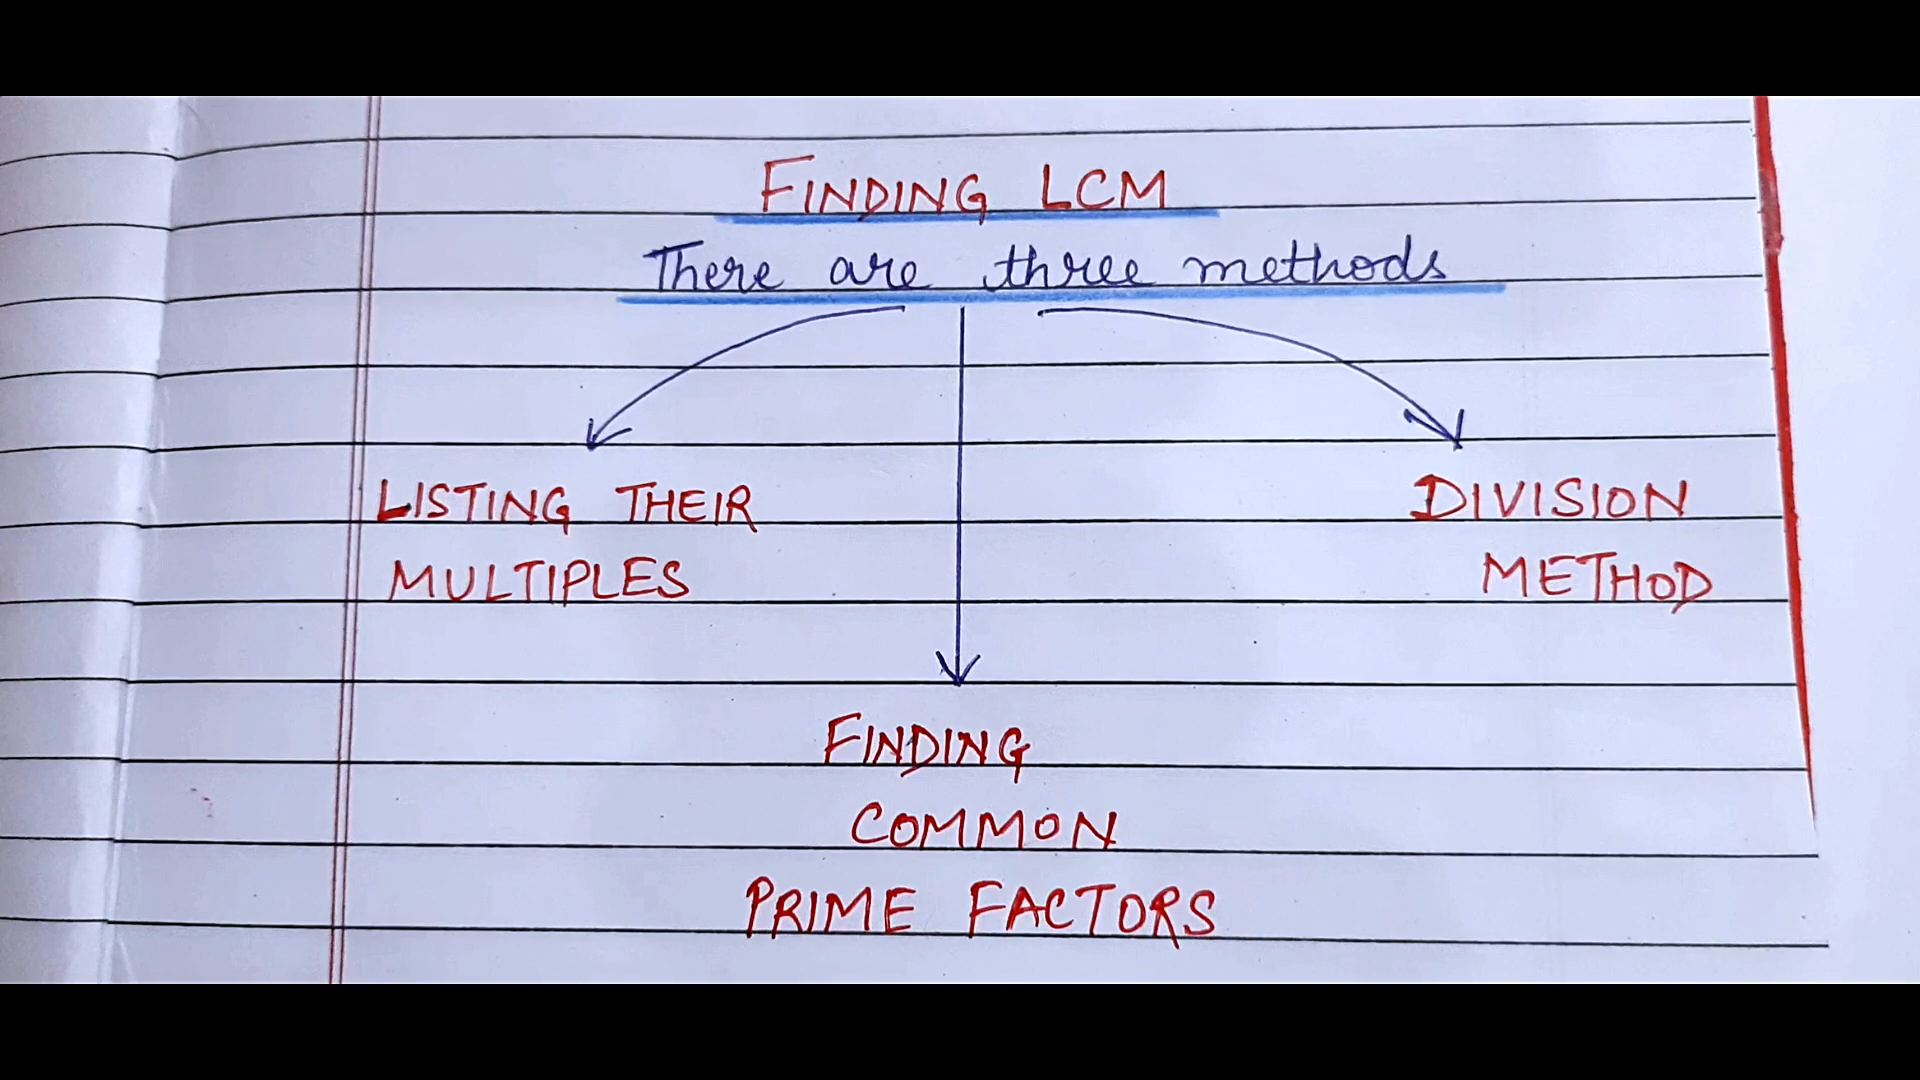 FINDING LCM
There are three methods
LISTING THEIR
MULTIPLES
DIVISION
METHOD
FINDING
COMMON
PRIME FACTORS